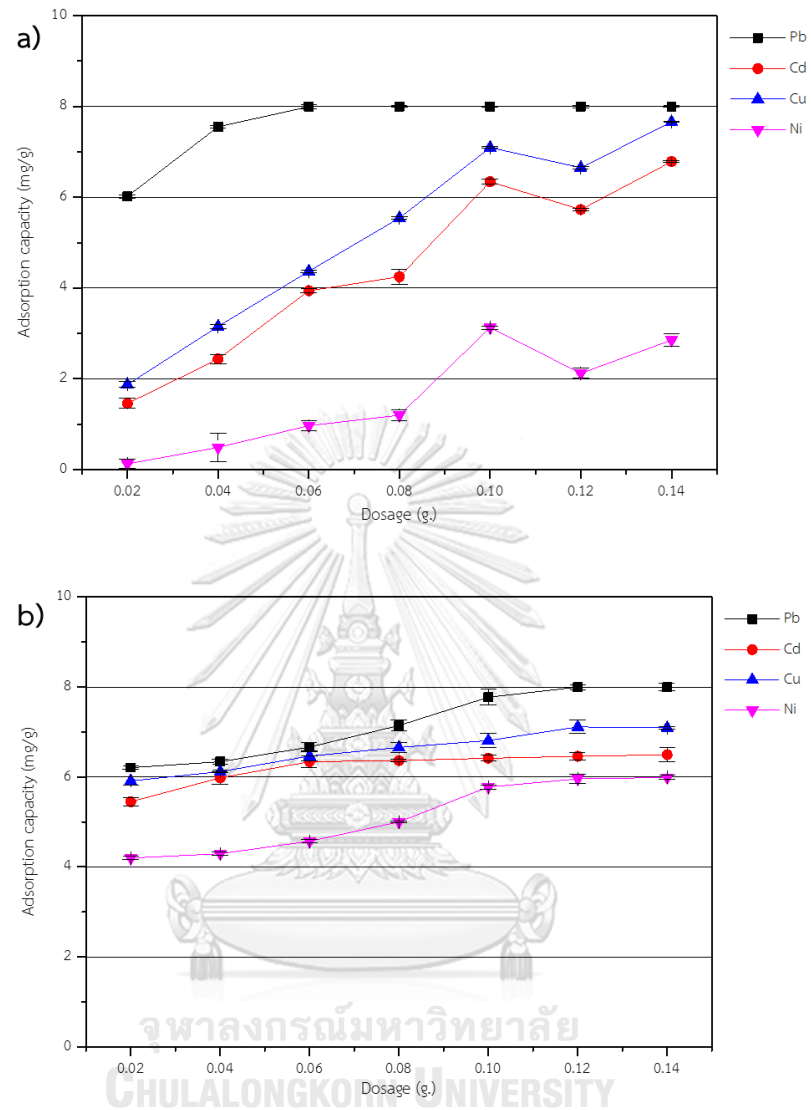 a)
10
8
6
4
2
0
Adsorption capacity (mg/g)
0.02 0.04 0.06 0.08 0.10 0.12 0.14
Dosage (g.)
Pb
Cd
Cu
Ni
b)
10
8
6
4
2
0
Adsorption capacity (mg/g)
0.02 0.04 0.06 0.08 0.10 0.12 0.14
Dosage (g.)
Pb
Cd
Cu
Ni
จุฬาลงกรณ์มหาวิทยาลัย
CHULALONGKORN UNIVERSITY